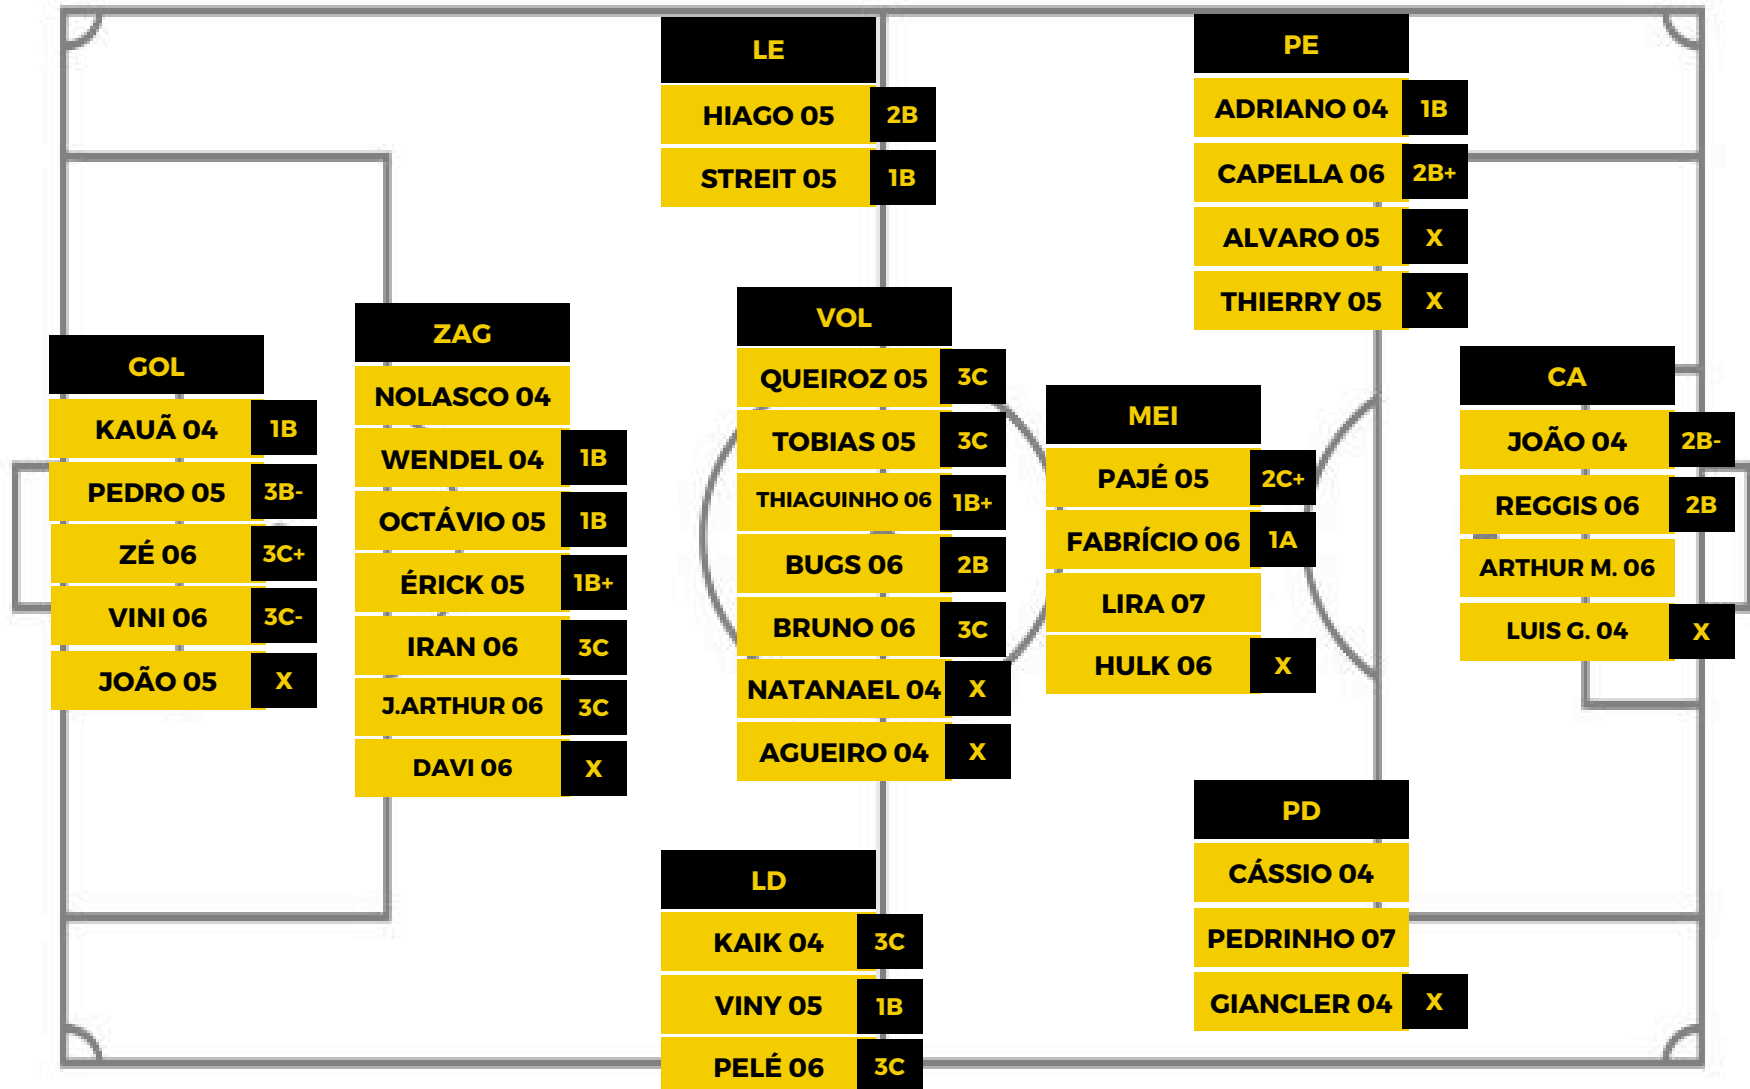 GOL
KAUÃ 04 1B
PEDRO 05 3B-
ZÉ 06 3C+
VINI 06 3C-
JOÃO 05 X
ZAG
NOLASCO 04
WENDEL 04 1B
OCTÁVIO 05 1B
ÉRICK 05 1B+
IRAN 06 3C
J.ARTHUR 06 3C
DAVI 06 X
LE
HIAGO 05 2B
STREIT 05 1B
VOL
QUEIROZ 05 3C
TOBIAS 05 3C
THIAGUINHO 06 1B+
BUGS 06 2B
BRUNO 06 3C
NATANAEL 04 X
AGUEIRO 04 X
LD
KAIK 04 3C
VINY 05 1B
PELÉ 06 3C
MEI
PAJÉ 05 2C+
FABRÍCIO 06 1A
LIRA 07
HULK 06 X
PE
ADRIANO 04 1B
CAPELLA 06 2B+
ALVARO 05 X
THIERRY 05 X
PD
CÁSSIO 04
PEDRINHO 07
GIANCLER 04 X
CA
JOÃO 04 2B-
REGGIS 06 2B
ARTHUR M. 06
LUIS G. 04 X